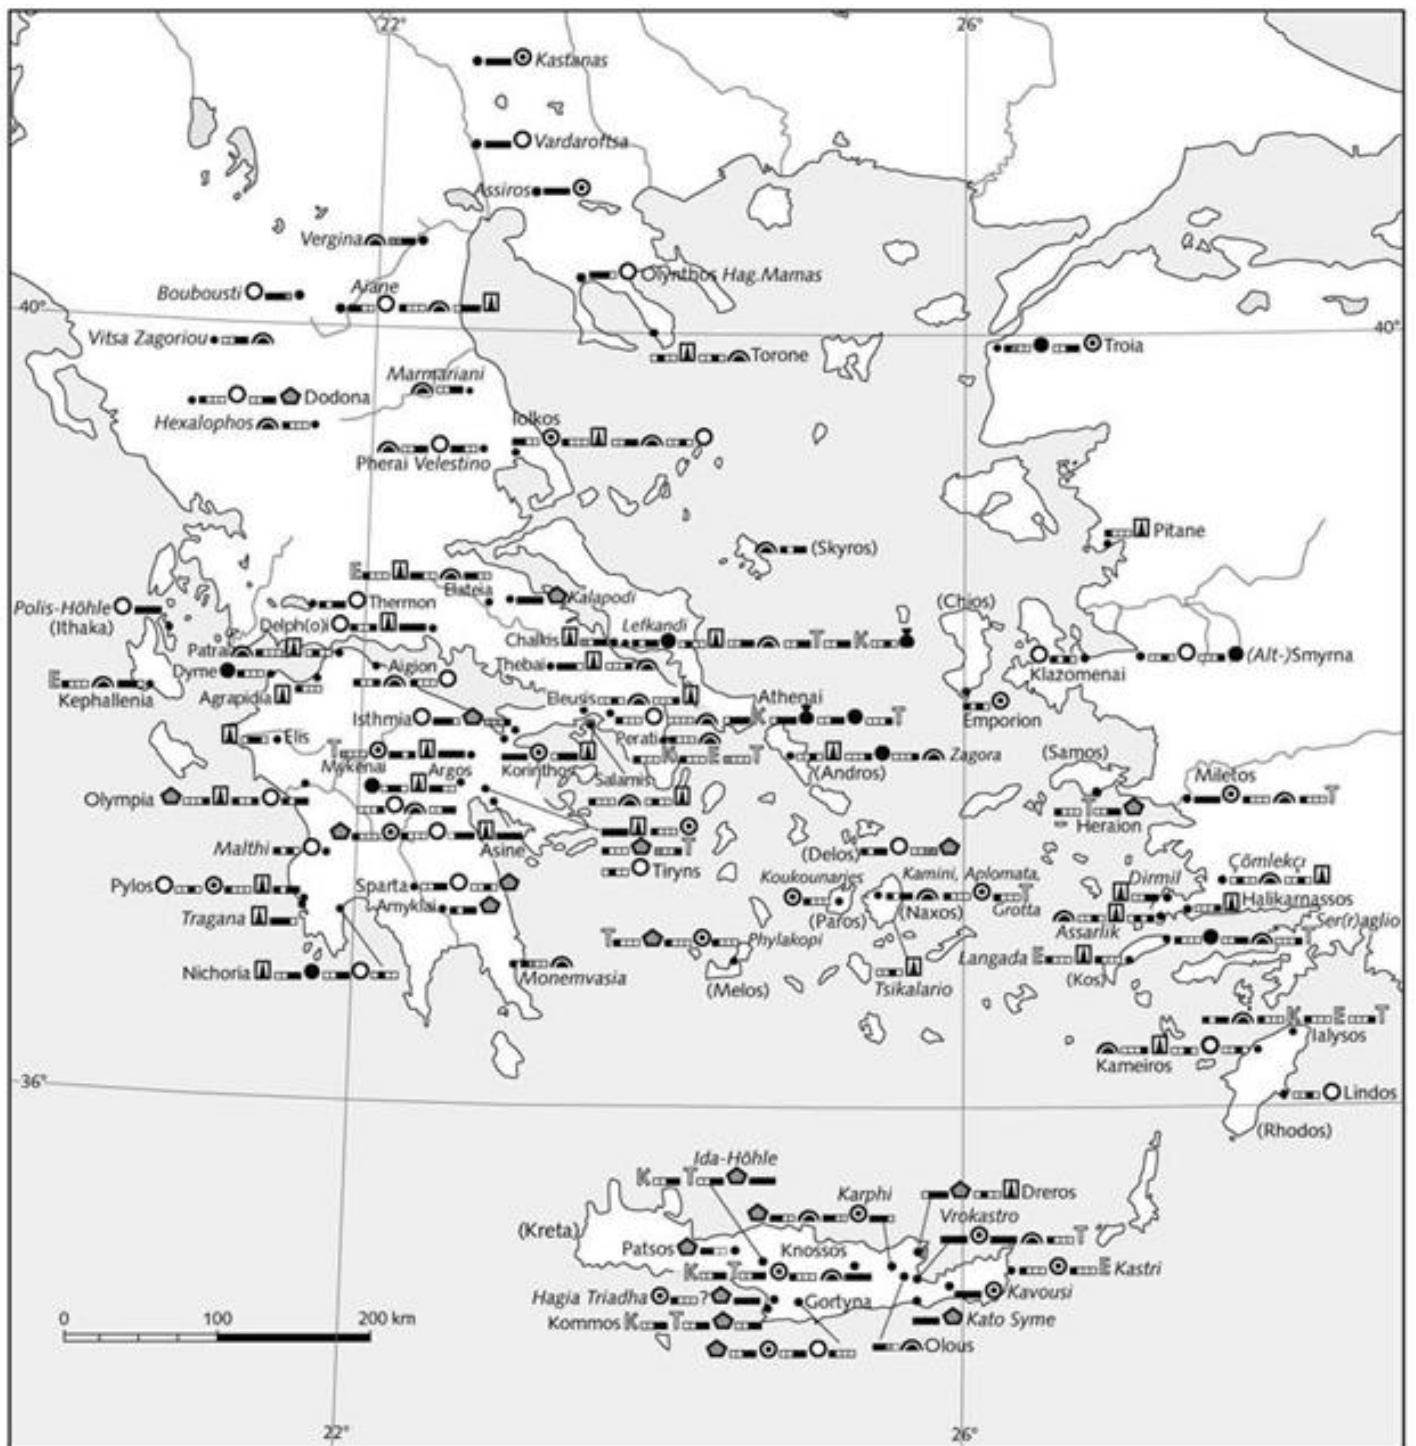 22°
26°
Kastanas
Vardaroftsa
Assiros
Vergina
Olynthos Hag.Mamas
Boubousti
Aiane
40°
40°
Vitsa Zagoriou
Torone
Troia
Marmariani
Dodona
Hexalophos
Iolkos
Pherai Velestino
Pitane
(Skyros)
E
Elateia
Kalapodi
Polis-Höhle
(Ithaka)
Thermon
(Chios)
Delph(o)i
Lefkandi
Chalkis
T K
Patrai
(Alt-)Smyrna
Dyme
Aigion
Thebai
Klazomenai
E
Kephallenia
Agrapidia
Eleusis
Athenai
Isthmia
K T
Emporion
Elis
Perati
T
Mykenai
Korinthos
K E T
Zagora
(Samos)
Argos
Salamis
(Andros)
Miletos
Olympia
T
T
Heraion
Malthi
Asine
T
(Delos)
Tiryns
Koukounaries
Kamini, Aplomata,
Dirmil
Çömlekçı
Pylos
Sparta
T
Grotta
Halikarnassos
Amyklai
(Paros)
(Naxos)
Tragana
Assarlik
Ser(r)aglio
T
T
Phylakopi
Langada E
Nichoria
Monemvasia
(Melos)
Tsikalario
(Kos)
K E T
Ialysos
Kameiros
36°
Lindos
(Rhodos)
Ida-Höhle
K T
Karphi
Dreros
Vrokastro
(Kreta)
T
Patsos
Knossos
K T
E Kastri
Hagia Triadha
?
Gortyna
Kavousi
Kommos K T
Kato Syme
Olous
0 100 200 km
22°
26°